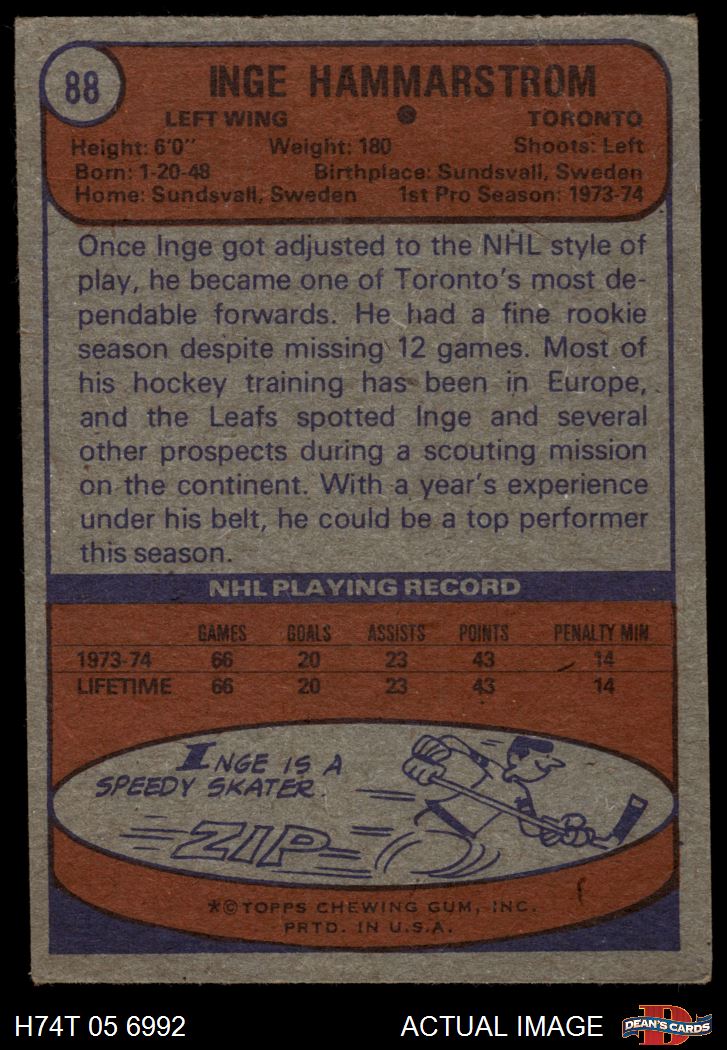 88
INGE HAMMARSTROM
LEFT WING • TORONTO
Height: 6'0" Weight: 180 Shoots: Left
Born: 1-20-48 Birthplace: Sundsvall, Sweden
Home: Sundsvall, Sweden 1st Pro Season: 1973-74
Once Inge got adjusted to the NHL style of
play, he became one of Toronto's most de-
pendable forwards. He had a fine rookie
season despite missing 12 games. Most of
his hockey training has been in Europe,
and the Leafs spotted Inge and several
other prospects during a scouting mission
on the continent. With a year's experience
under his belt, he could be a top performer
this season.
NHL PLAYING RECORD
GAMES GOALS ASSISTS POINTS PENALTY MIN
1973-74 66 20 23 43 14
LIFETIME 66 20 23 43 14
INGE IS A
SPEEDY SKATER.
ZIP
*©TOPPS CHEWING GUM, INC.
PRTD. IN U.S.A.
H74T 05 6992 ACTUAL IMAGE
D
DEAN'S CARDS